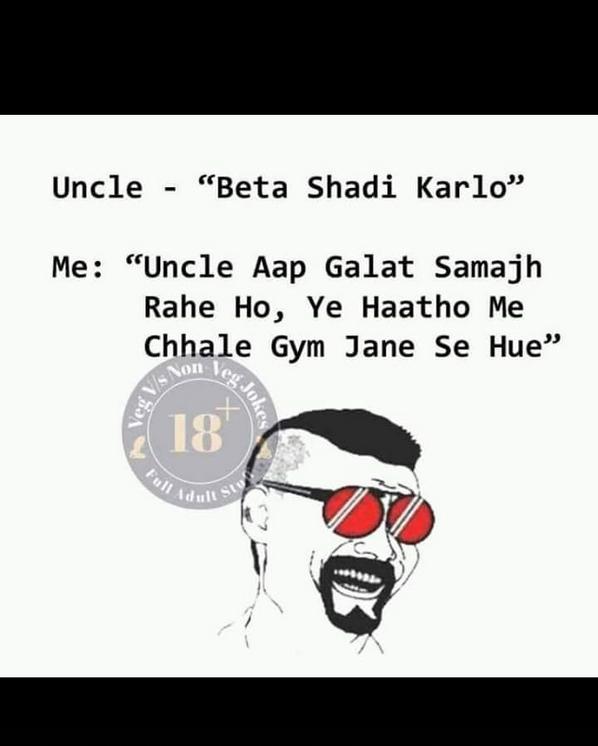 Uncle - “Beta Shadi Karlo”
Me: “Uncle Aap Galat Samajh
Rahe Ho, Ye Haatho Me
Chhale Gym Jane Se Hue”
Veg V/s Non-Veg Jokes
18+
Full Adult Stuff